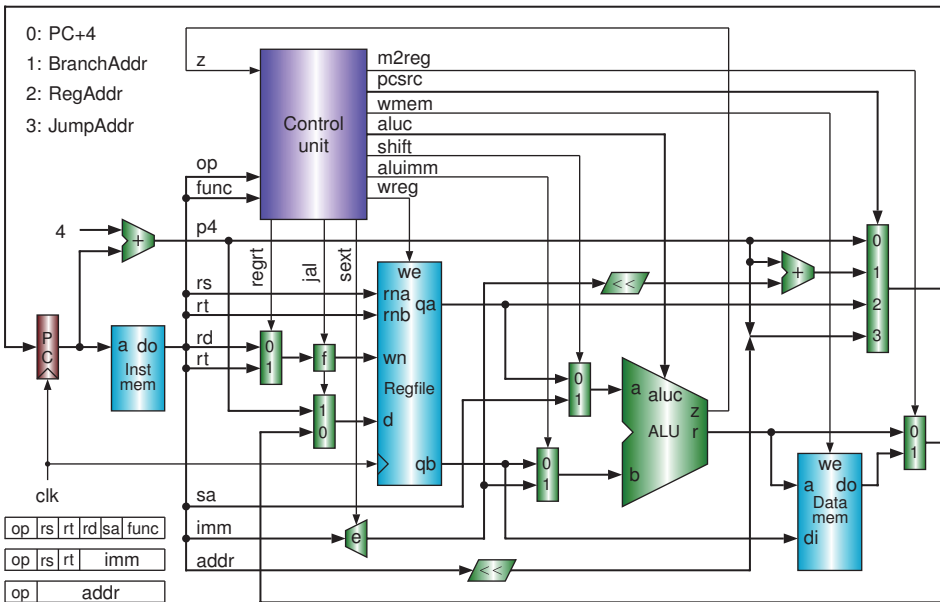 0: PC+4
1: BranchAddr
2: RegAddr
3: JumpAddr
z
Control
unit
m2reg
pcsrc
wmem
aluc
shift
aluimm
wreg
op
func
4
+
p4
regrt
jal
sext
we
rna
rnb
qa
wn
Regfile
d
qb
rs
rt
rd
rt
0
1
f
1
0
PC
a do
Inst
mem
clk
sa
imm
e
addr
<<
<<
+
0
1
2
3
0
1
0
1
a
aluc
z
ALU
r
b
we
a do
Data
mem
di
0
1
op rs rt rd sa func
op rs rt imm
op addr